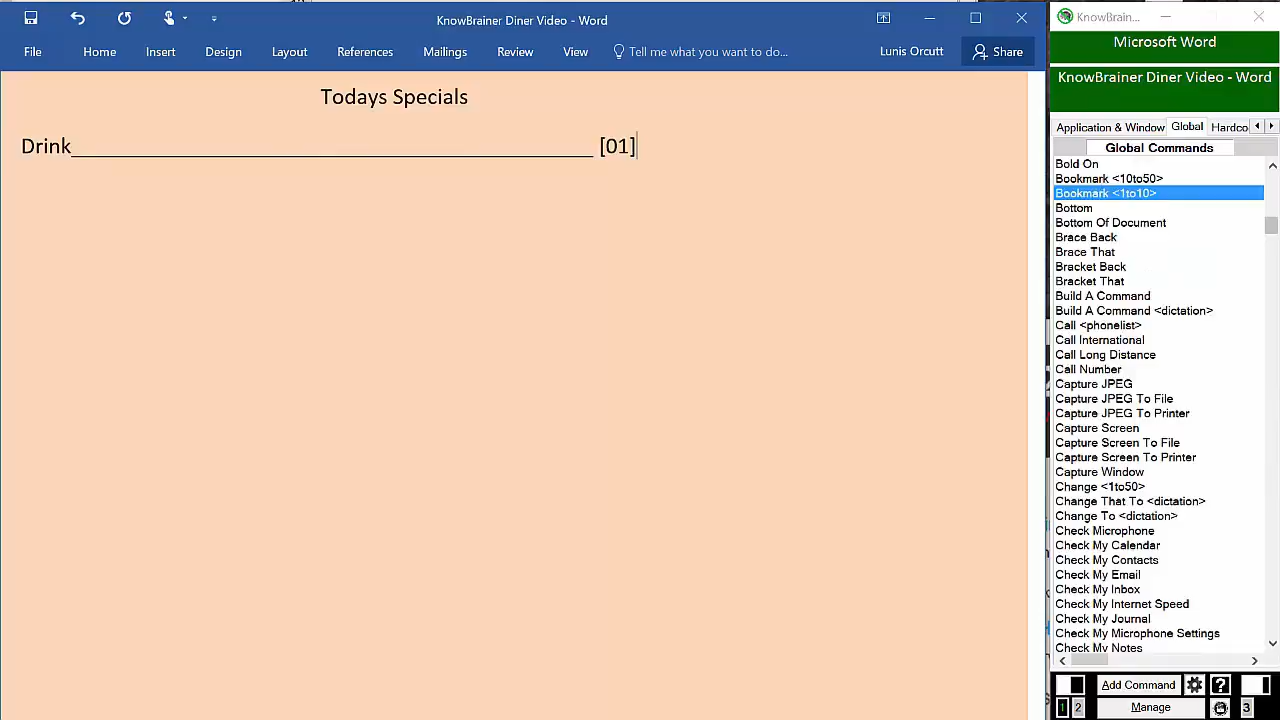 KnowBrainer Diner Video - Word
File Home Insert Design Layout References Mailings Review View Tell me what you want to do... Lunis Orcutt Share
Todays Specials
Drink____________________________________________ [01]
KnowBrain...
Microsoft Word
KnowBrainer Diner Video - Word
Application & Window Global Hardco
Global Commands
Bold On
Bookmark <10to50>
Bookmark <1to10>
Bottom
Bottom Of Document
Brace Back
Brace That
Bracket Back
Bracket That
Build A Command
Build A Command <dictation>
Call <phonelist>
Call International
Call Long Distance
Call Number
Capture JPEG
Capture JPEG To File
Capture JPEG To Printer
Capture Screen
Capture Screen To File
Capture Screen To Printer
Capture Window
Change <1to50>
Change That To <dictation>
Change To <dictation>
Check Microphone
Check My Calendar
Check My Contacts
Check My Email
Check My Inbox
Check My Internet Speed
Check My Journal
Check My Microphone Settings
Check My Notes
Add Command ?
1 2 Manage 3